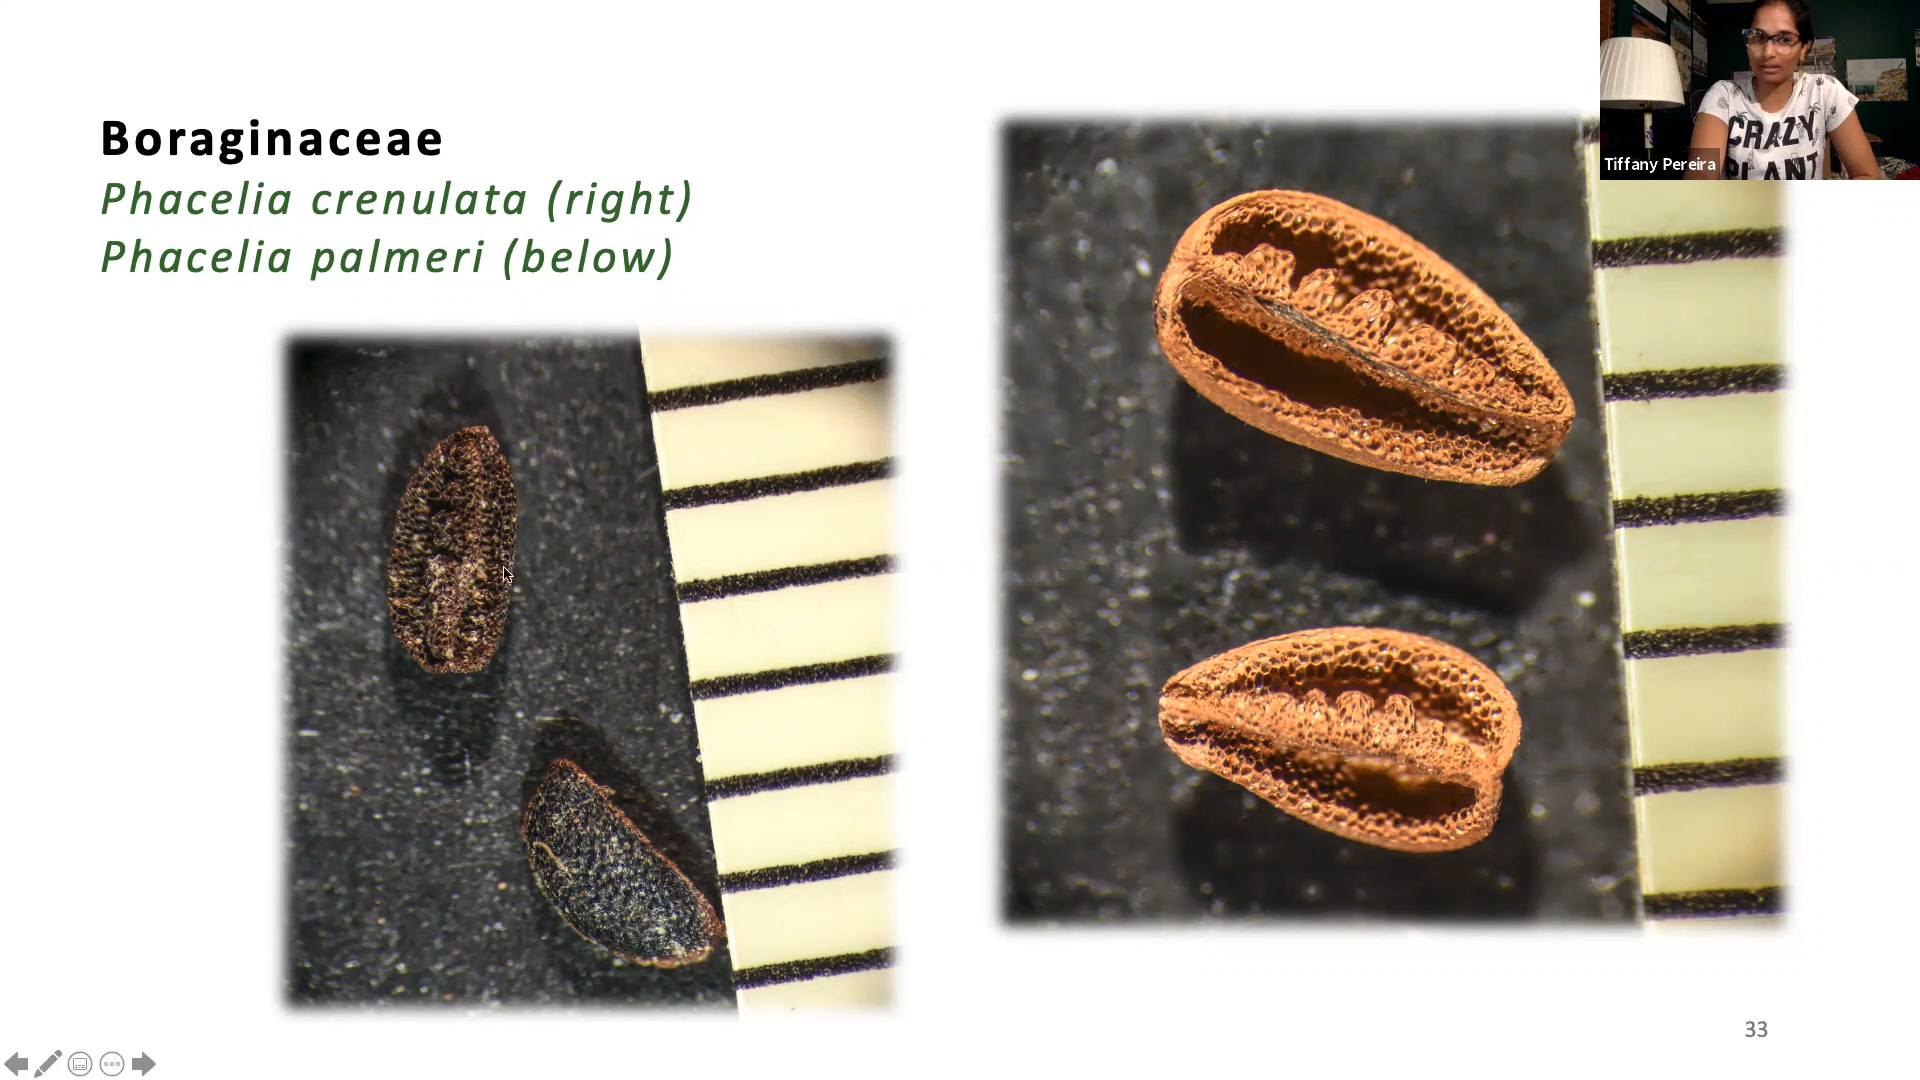 Boraginaceae
Phacelia crenulata (right)
Phacelia palmeri (below)
Tiffany Pereira
CRAZY
PLANT
33